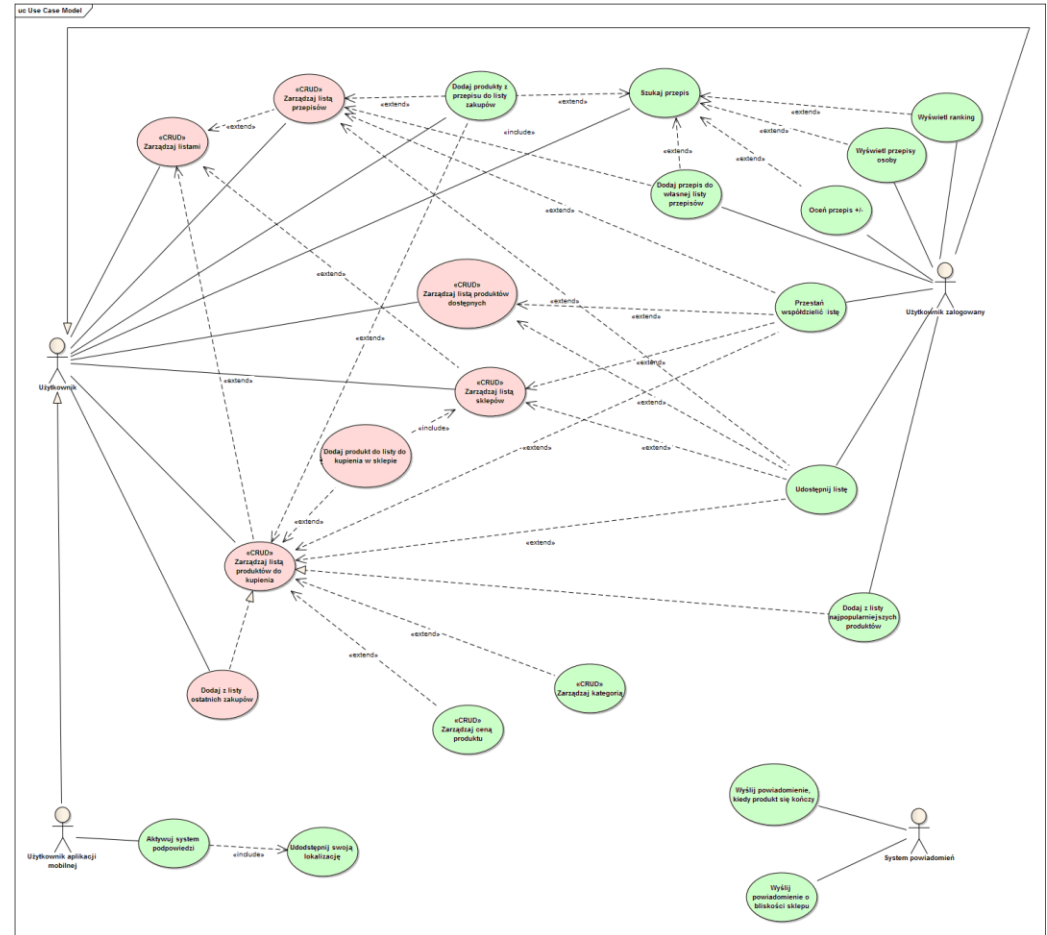 uc Use Case Model
«CRUD»
Zarządzaj listą
przepisów
Dodaj produkty z
przepisu do listy
zakupów
Szukaj przepis
Wyświetl ranking
«extend»
«extend»
«extend»
«extend»
«include»
«extend»
«extend»
«extend»
«CRUD»
Zarządzaj listami
Wyświetl przepisy
osoby
Dodaj przepis do
własnej listy
przepisów
Oceń przepis +/-
«extend»
«extend»
«CRUD»
Zarządzaj listą produktów
dostępnych
Przestań
współdzielić listę
Użytkownik zalogowany
«extend»
«extend»
«extend»
Użytkownik
«extend»
«extend»
«extend»
«CRUD»
Zarządzaj listą
sklepów
«extend»
«include»
Dodaj produkt do listy do
kupienia w sklepie
«extend»
«extend»
Udostępnij listę
«extend»
«extend»
«CRUD»
Zarządzaj listą
produktów do
kupienia
Dodaj z listy
najpopularniejszych
produktów
«extend»
«extend»
Dodaj z listy
ostatnich zakupów
«CRUD»
Zarządzaj kategorią
«CRUD»
Zarządzaj ceną
produktu
Wyślij powiadomienie,
kiedy produkt się kończy
Użytkownik aplikacji
mobilnej
Aktywuj system
podpowiedzi
«include»
Udodstępnij swoją
lokalizację
System powiadomień
Wyślij
powiadomienie o
bliskości sklepu